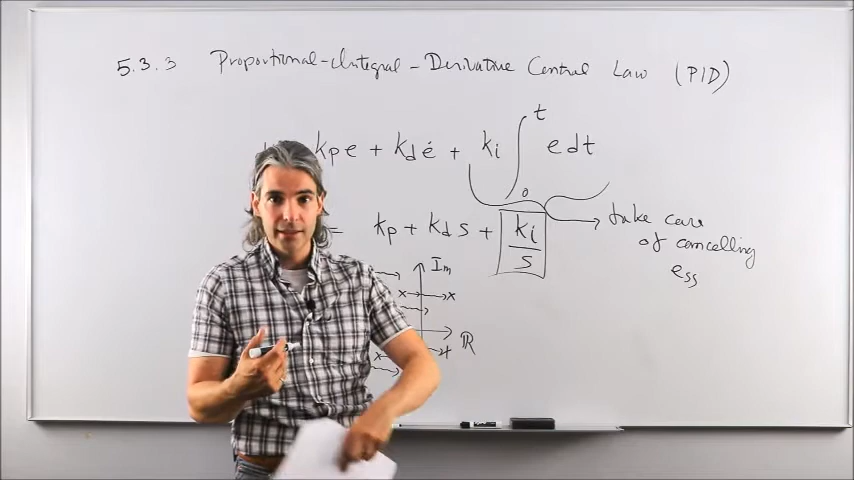 5.3.3 Proportional-Integral-Derivative Control Law (PID)
kpe + kdė + ki ∫ t 0 e dt
= kp + kd s + ki/s
take care
of cancelling
ess
Im
ℝ